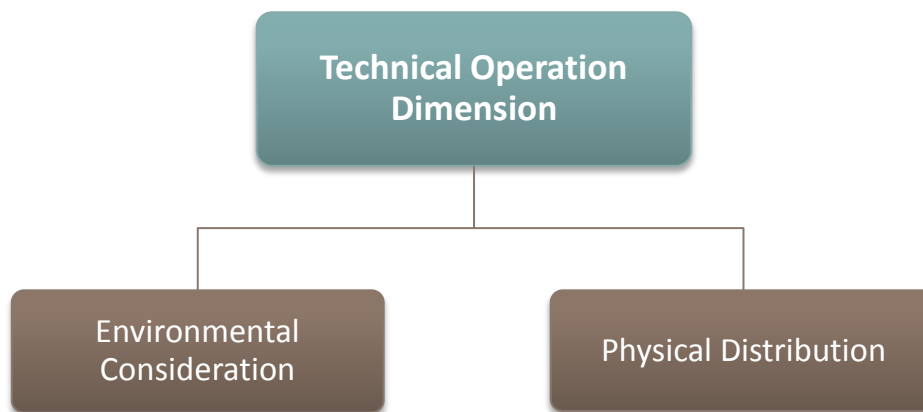 Technical Operation
Dimension
Environmental
Consideration
Physical Distribution